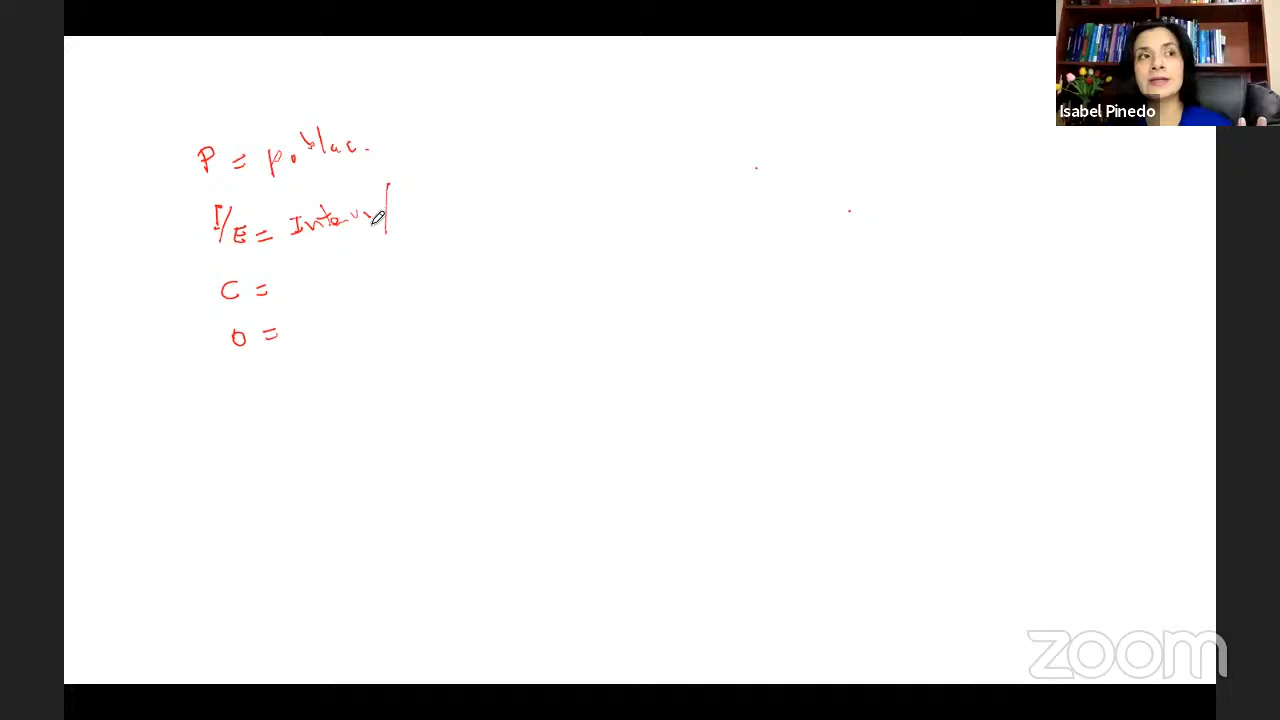 Isabel Pinedo
P = poblac.
I/E = Interv/
C =
O =
zoom